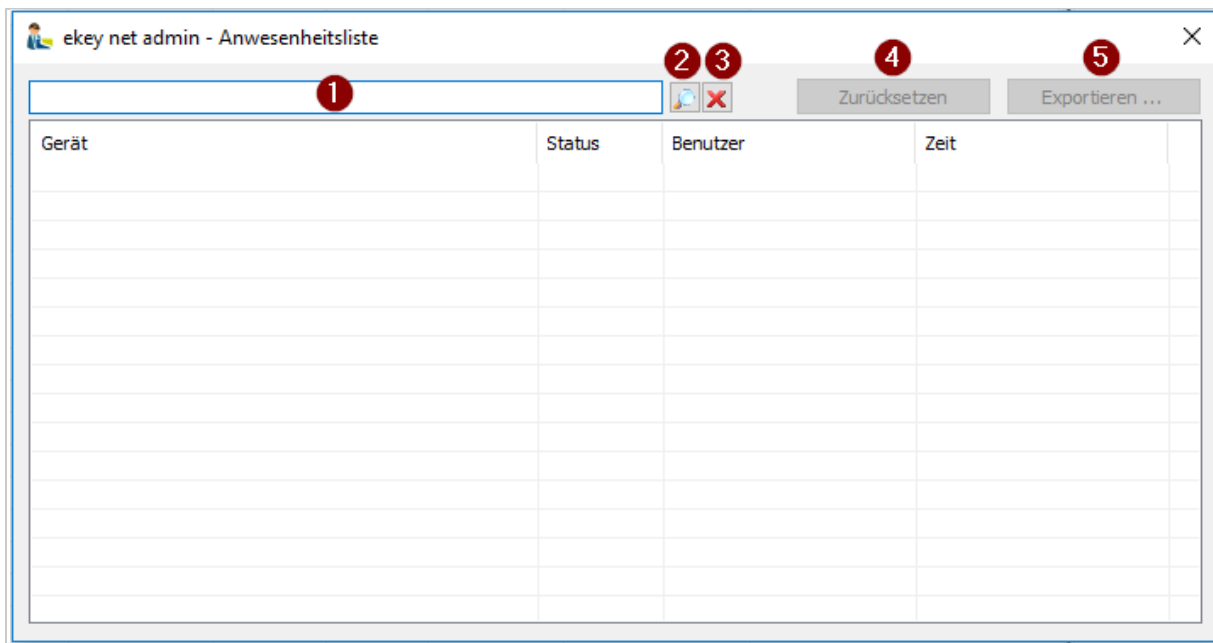 ekey net admin - Anwesenheitsliste
1 2 3 4 5
Zurücksetzen Exportieren ...
Gerät Status Benutzer Zeit